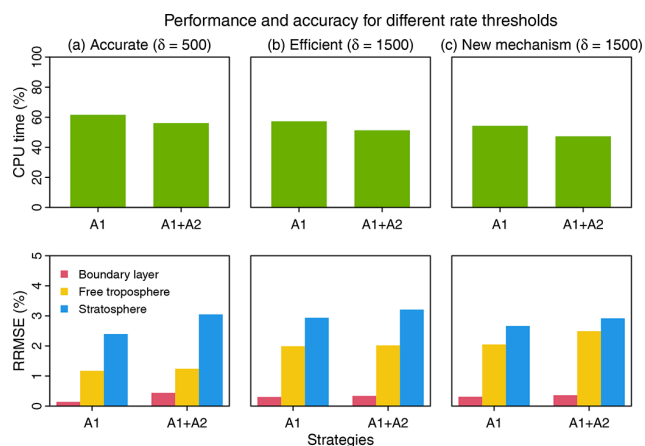 Performance and accuracy for different rate thresholds
(a) Accurate (δ = 500) (b) Efficient (δ = 1500) (c) New mechanism (δ = 1500)
CPU time (%)
100
80
60
40
20
0
A1 A1+A2 A1 A1+A2 A1 A1+A2
RRMSE (%)
5
4
3
2
1
0
Boundary layer
Free troposphere
Stratosphere
A1 A1+A2 A1 A1+A2 A1 A1+A2
Strategies